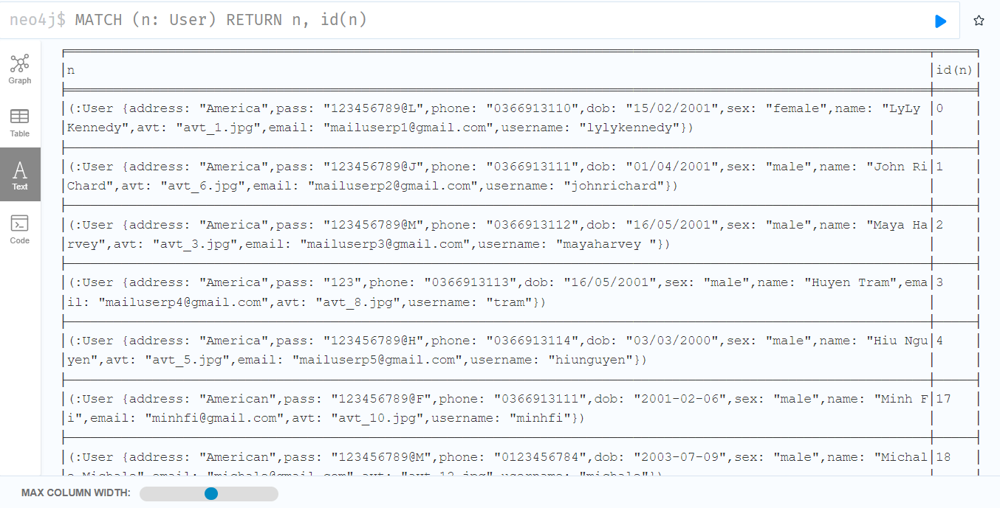 neo4j$ MATCH (n: User) RETURN n, id(n)
Graph
Table
Text
Code
n id(n)
(:User {address: "America",pass: "123456789@L",phone: "0366913110",dob: "15/02/2001",sex: "female",name: "LyLy 0
Kennedy",avt: "avt_1.jpg",email: "mailuserp1@gmail.com",username: "lylykennedy"})
(:User {address: "America",pass: "123456789@J",phone: "0366913111",dob: "01/04/2001",sex: "male",name: "John Ri 1
Chard",avt: "avt_6.jpg",email: "mailuserp2@gmail.com",username: "johnrichard"})
(:User {address: "America",pass: "123456789@M",phone: "0366913112",dob: "16/05/2001",sex: "male",name: "Maya Ha 2
rvey",avt: "avt_3.jpg",email: "mailuserp3@gmail.com",username: "mayaharvey "})
(:User {address: "America",pass: "123",phone: "0366913113",dob: "16/05/2001",sex: "male",name: "Huyen Tram",ema 3
il: "mailuserp4@gmail.com",avt: "avt_8.jpg",username: "tram"})
(:User {address: "America",pass: "123456789@H",phone: "0366913114",dob: "03/03/2000",sex: "male",name: "Hiu Ngu 4
yen",avt: "avt_5.jpg",email: "mailuserp5@gmail.com",username: "hiunguyen"})
(:User {address: "American",pass: "123456789@F",phone: "0366913111",dob: "2001-02-06",sex: "male",name: "Minh F 17
i",email: "minhfi@gmail.com",avt: "avt_10.jpg",username: "minhfi"})
(:User {address: "American",pass: "123456789@M",phone: "0123456784",dob: "2003-07-09",sex: "male",name: "Michal 18
MAX COLUMN WIDTH: